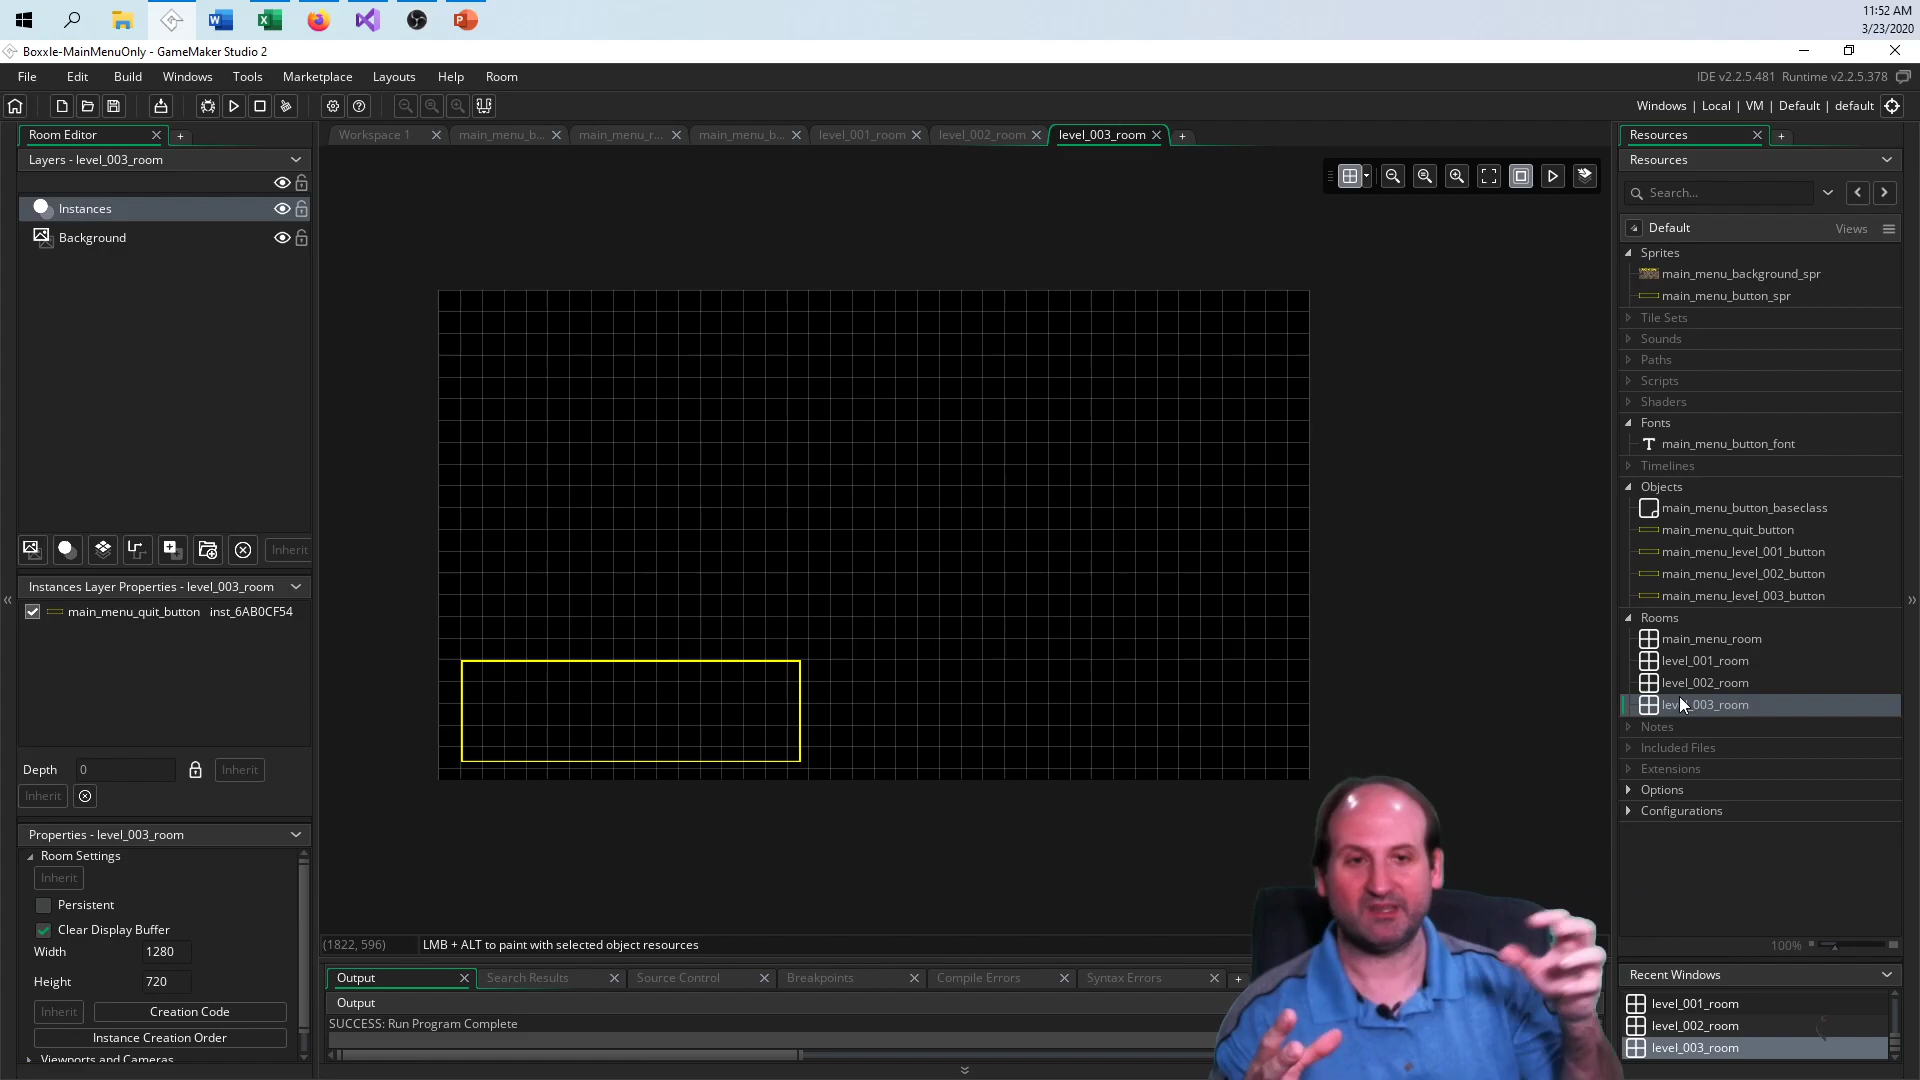 11:52 AM
3/23/2020
Boxxle-MainMenuOnly - GameMaker Studio 2
File Edit Build Windows Tools Marketplace Layouts Help Room
IDE v2.2.5.481 Runtime v2.2.5.378
Windows | Local | VM | Default | default
Room Editor
Workspace 1 main_menu_b... main_menu_r... main_menu_b... level_001_room level_002_room level_003_room
Resources
Layers - level_003_room
Resources
Search...
Instances
Background
Default Views
Sprites
main_menu_background_spr
main_menu_button_spr
Tile Sets
Sounds
Paths
Scripts
Shaders
Fonts
main_menu_button_font
Timelines
Objects
main_menu_button_baseclass
main_menu_quit_button
main_menu_level_001_button
main_menu_level_002_button
main_menu_level_003_button
Rooms
main_menu_room
level_001_room
level_002_room
level_003_room
Notes
Included Files
Extensions
Options
Configurations
Inherit
Instances Layer Properties - level_003_room
main_menu_quit_button inst_6AB0CF54
Depth 0 Inherit
Inherit
Properties - level_003_room
Room Settings
Inherit
Persistent
Clear Display Buffer
Width 1280
Height 720
Inherit Creation Code
Instance Creation Order
Viewports and Cameras
(1822, 596) LMB + ALT to paint with selected object resources
100%
Output Search Results Source Control Breakpoints Compile Errors Syntax Errors
Output
SUCCESS: Run Program Complete
Recent Windows
level_001_room
level_002_room
level_003_room